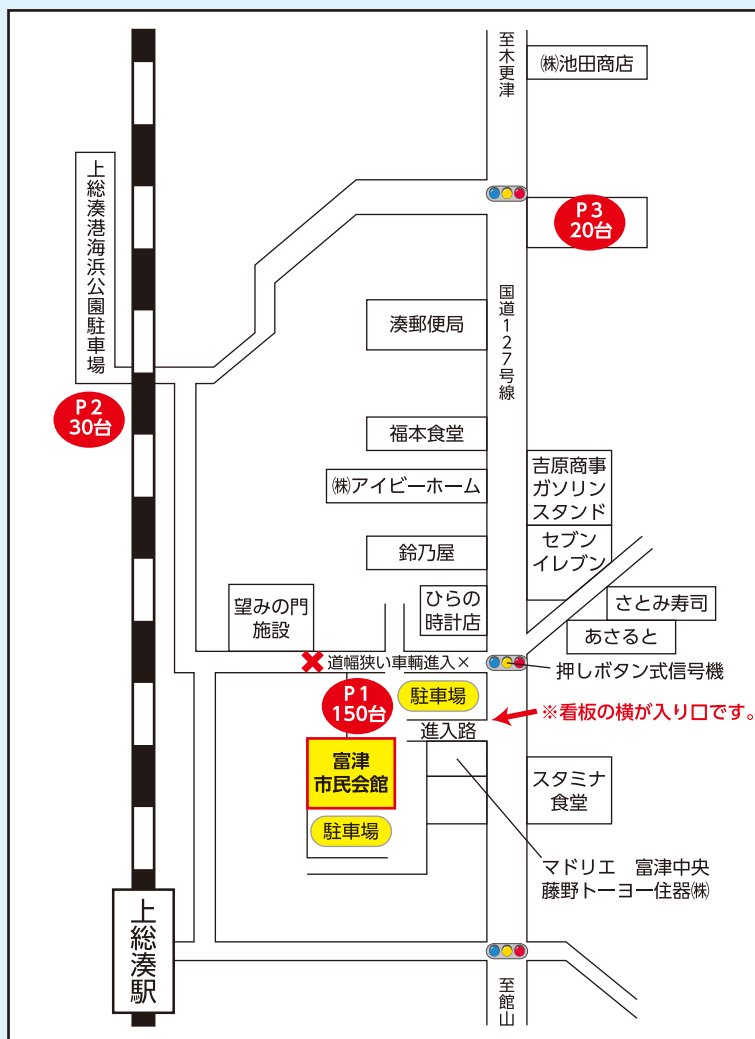 至木更津
㈱池田商店
上総湊港海浜公園駐車場
P3
20台
国道127号線
湊郵便局
P2
30台
福本食堂
㈱アイビーホーム
吉原商事
ガソリン
スタンド
セブン
イレブン
鈴乃屋
望みの門
施設
ひらの
時計店
さとみ寿司
あさると
道幅狭い車輌進入×
押しボタン式信号機
P1
150台
駐車場
※看板の横が入り口です。
進入路
富津
市民会館
スタミナ
食堂
駐車場
マドリエ　富津中央
藤野トーヨー住器㈱
上総湊駅
至館山